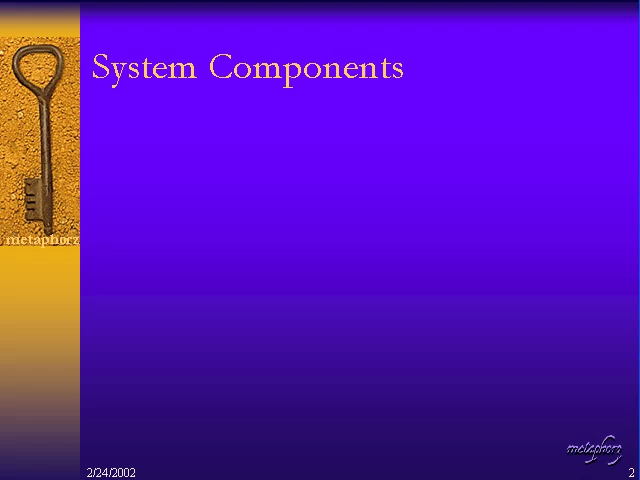 System Components
metaphorz
metaphorz
2/24/2002
2